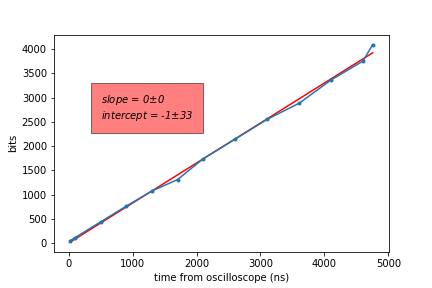 4000
3500
3000
2500
2000
1500
1000
500
0
bits
slope = 0±0
intercept = -1±33
0 1000 2000 3000 4000 5000
time from oscilloscope (ns)